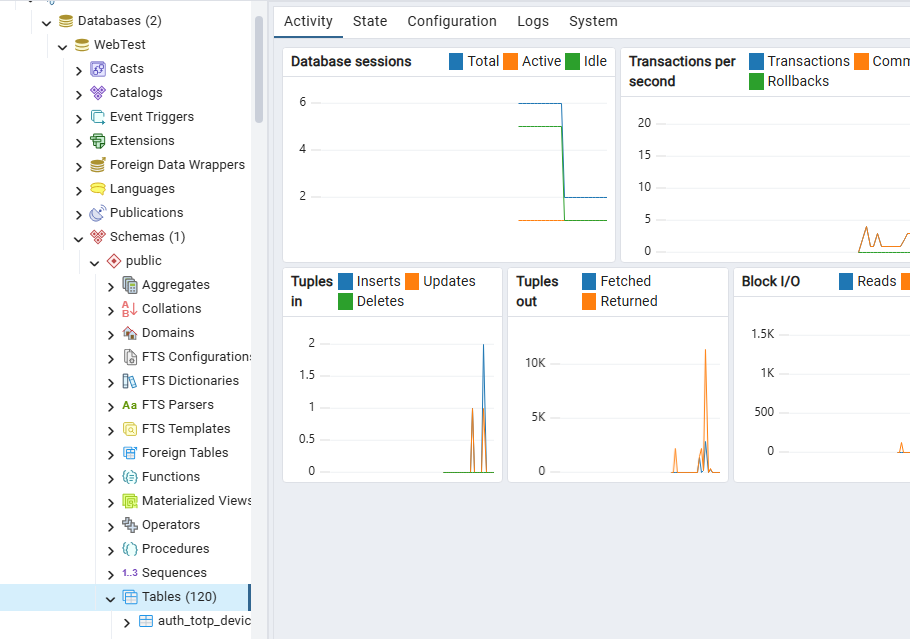 Databases (2)
WebTest
Casts
Catalogs
Event Triggers
Extensions
Foreign Data Wrappers
Languages
Publications
Schemas (1)
public
Aggregates
Collations
Domains
FTS Configurations
FTS Dictionaries
Aa FTS Parsers
FTS Templates
Foreign Tables
Functions
Materialized Views
Operators
Procedures
1..3 Sequences
Tables (120)
auth_totp_devic
Activity State Configuration Logs System
Database sessions Total Active Idle
6
4
2
Transactions per second Transactions Comm
Rollbacks
20
15
10
5
0
Tuples in Inserts Updates
Deletes
2
1.5
1
0.5
0
Tuples out Fetched
Returned
10K
5K
0
Block I/O Reads
1.5K
1K
500
0